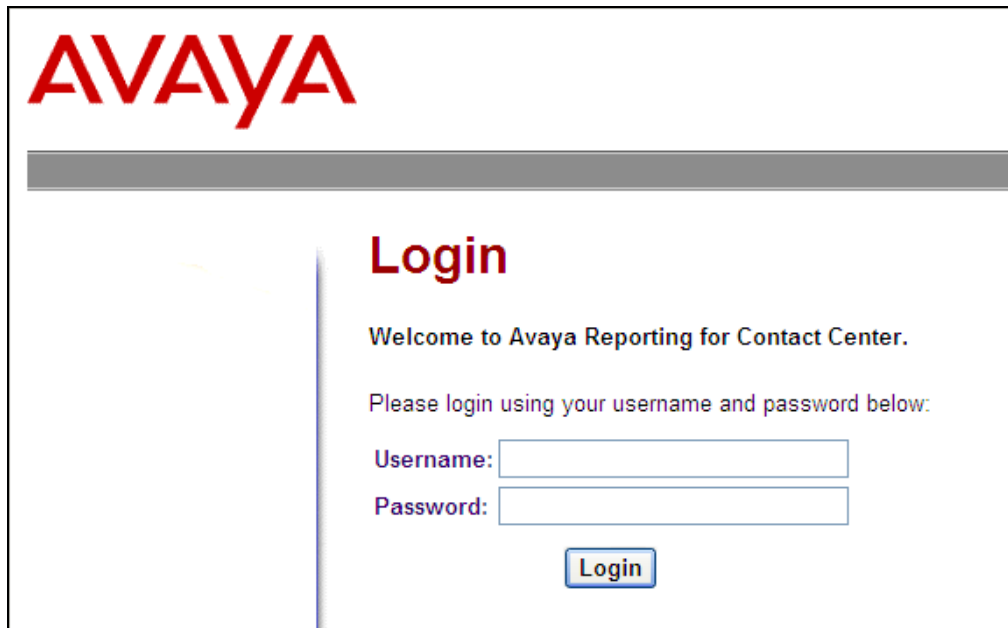 AVAYA
Login
Welcome to Avaya Reporting for Contact Center.
Please login using your username and password below:
Username:
Password:
Login